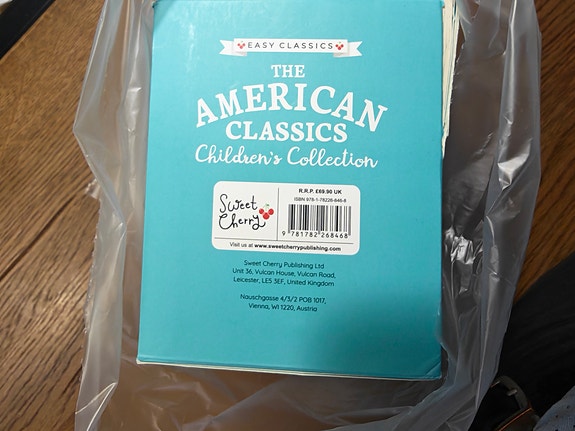 EASY CLASSICS
THE
AMERICAN
CLASSICS
Children's Collection
Sweet
Cherry
R.R.P. £69.90 UK
ISBN 978-1-78226-846-8
9 781782 268468
Visit us at www.sweetcherrypublishing.com
Sweet Cherry Publishing Ltd
Unit 36, Vulcan House, Vulcan Road,
Leicester, LE5 3EF, United Kingdom
Nauschgasse 4/3/2 POB 1017,
Vienna, WI 1220, Austria